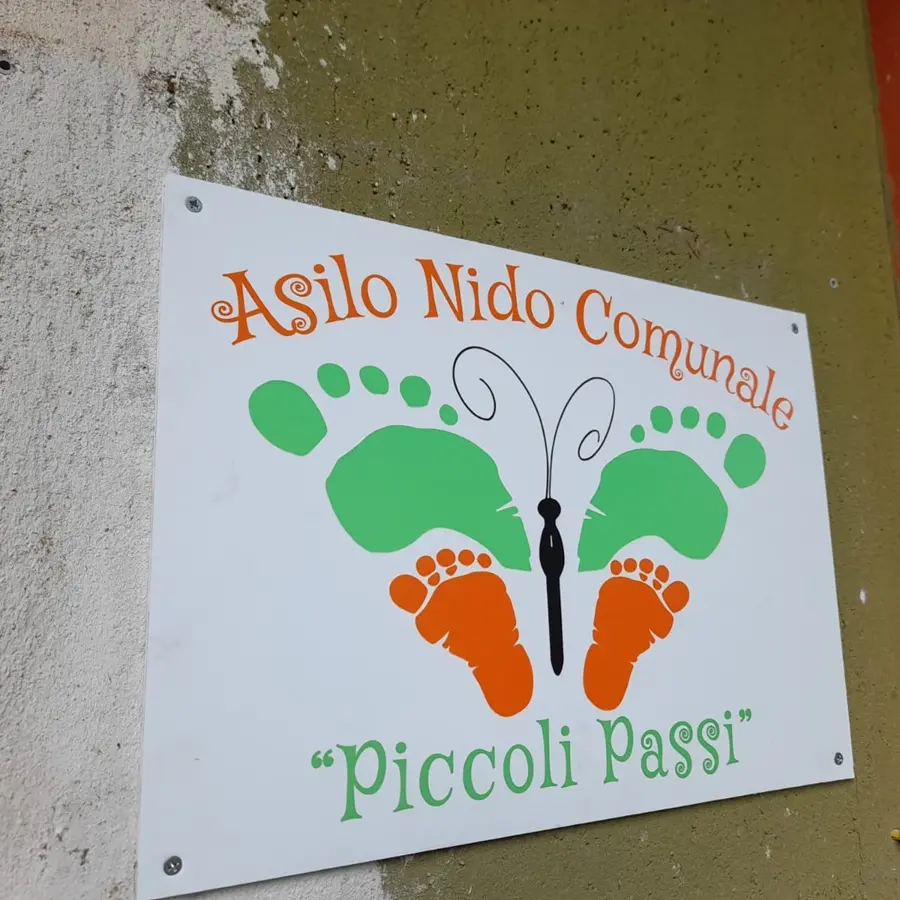 Asilo Nido Comunale
“Piccoli Passi”